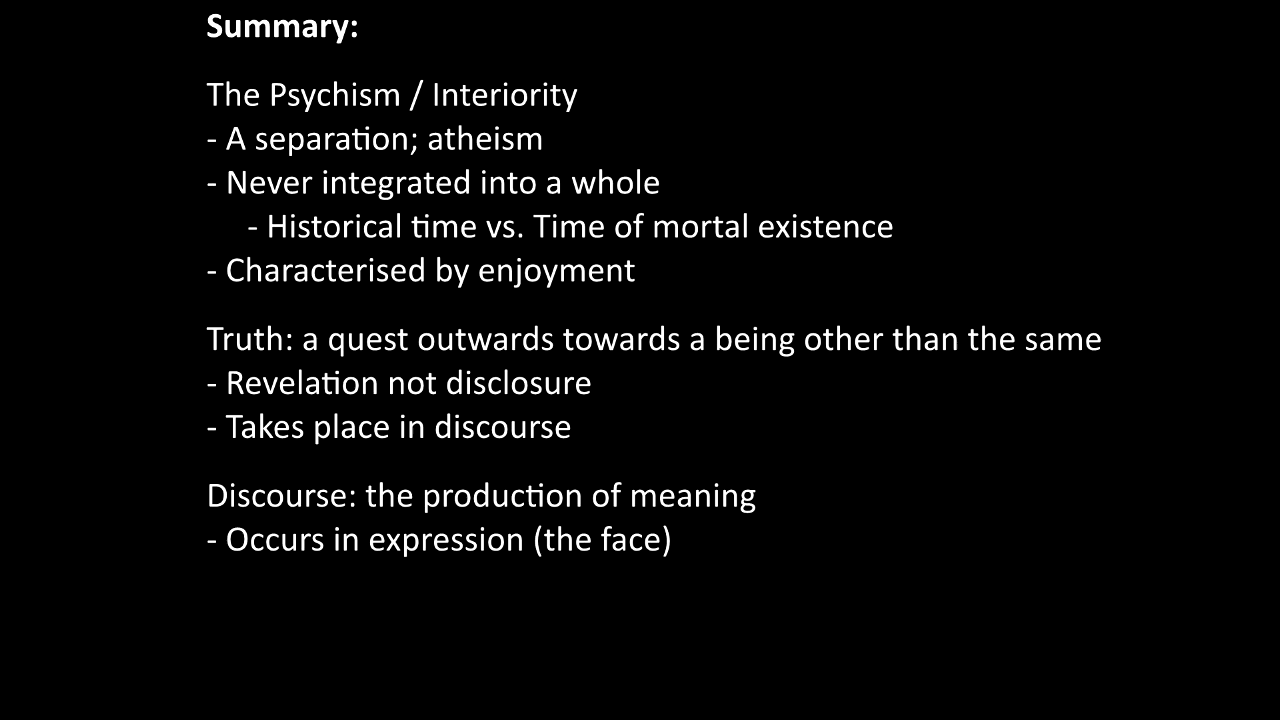 Summary:
The Psychism / Interiority
- A separation; atheism
- Never integrated into a whole
- Historical time vs. Time of mortal existence
- Characterised by enjoyment
Truth: a quest outwards towards a being other than the same
- Revelation not disclosure
- Takes place in discourse
Discourse: the production of meaning
- Occurs in expression (the face)